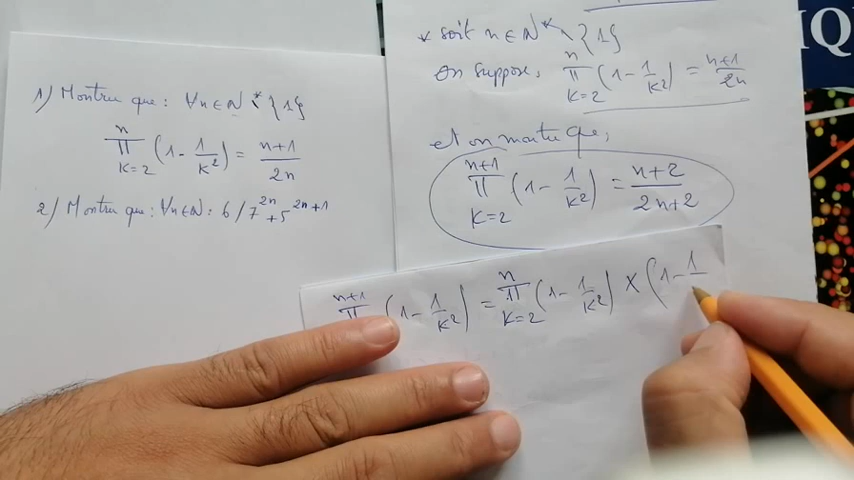 1) Montrer que : ∀n∈ℕ*\{1}
n
∏ (1 - 1/K²) = n+1/2n
K=2
2) Montrer que : ∀n∈ℕ : 6/7^2n + 5^2n+1
* soit n∈ℕ*\{1}
On suppose,
n
∏ (1 - 1/K²) = n+1/2n
K=2
et on montre que,
n+1
∏ (1 - 1/K²) = n+2/2n+2
K=2
n+1 n
∏ (1 - 1/K²) = ∏ (1 - 1/K²) × (1 - 1
K=2
IQ